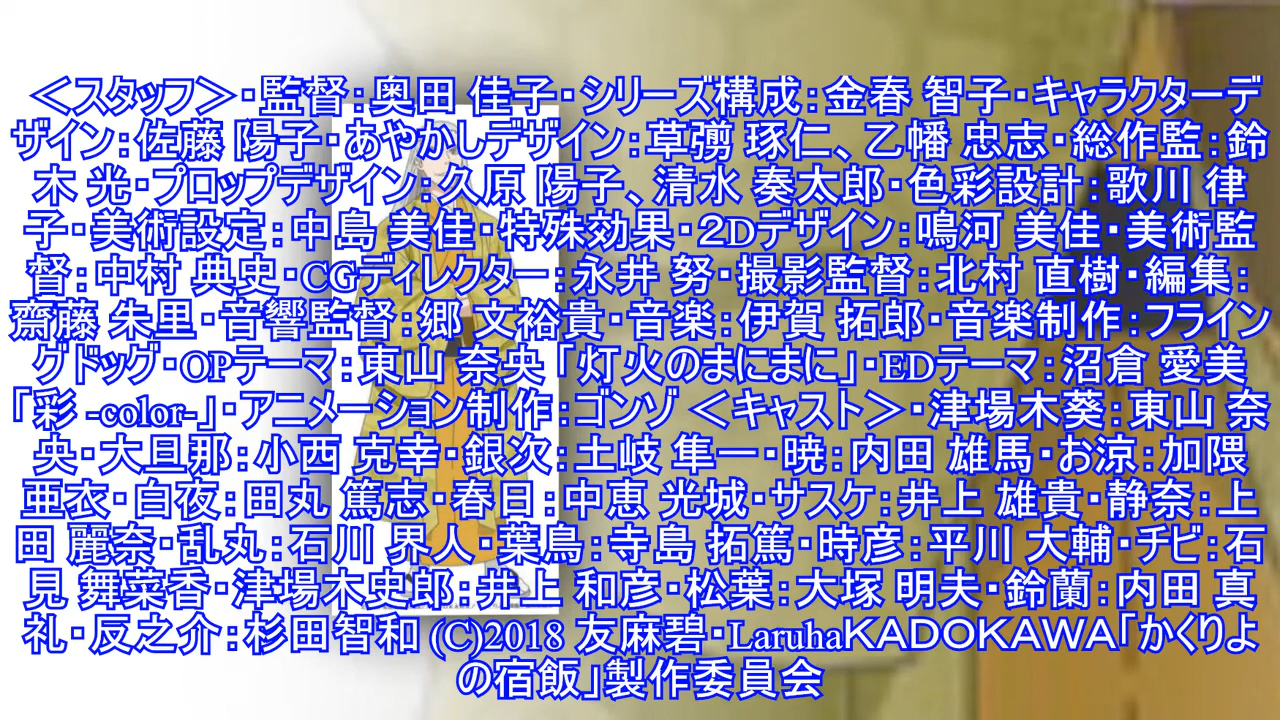 ＜スタッフ＞・監督：奥田 佳子・シリーズ構成：金春 智子・キャラクターデ
ザイン：佐藤 陽子・あやかしデザイン：草彅 琢仁、乙幡 忠志・総作監：鈴
木 光・プロップデザイン：久原 陽子、清水 奏太郎・色彩設計：歌川 律
子・美術設定：中島 美佳・特殊効果・２Dデザイン：鳴河 美佳・美術監
督：中村 典史・CGディレクター：永井 努・撮影監督：北村 直樹・編集：
齋藤 朱里・音響監督：郷 文裕貴・音楽：伊賀 拓郎・音楽制作：フライン
グドッグ・OPテーマ：東山 奈央「灯火のまにまに」・EDテーマ：沼倉 愛美
「彩 -color-」・アニメーション制作：ゴンゾ ＜キャスト＞・津場木葵：東山 奈
央・大旦那：小西 克幸・銀次：土岐 隼一・暁：内田 雄馬・お涼：加隈
亜衣・白夜：田丸 篤志・春日：中恵 光城・サスケ：井上 雄貴・静奈：上
田 麗奈・乱丸：石川 界人・葉鳥：寺島 拓篤・時彦：平川 大輔・チビ：石
見 舞菜香・津場木史郎：井上 和彦・松葉：大塚 明夫・鈴蘭：内田 真
礼・反之介：杉田智和 (C)2018 友麻碧・LaruhaＫＡＤＯＫＡＷＡ「かくりよ
の宿飯」製作委員会